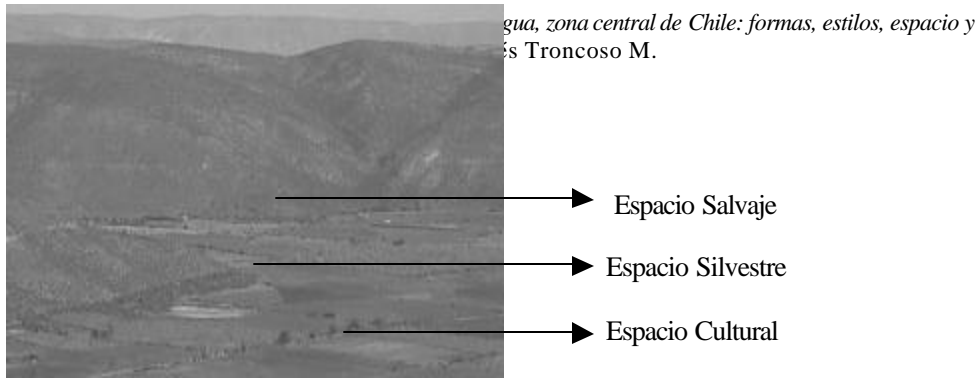 gua, zona central de Chile: formas, estilos, espacio y
s Troncoso M.
Espacio Salvaje
Espacio Silvestre
Espacio Cultural